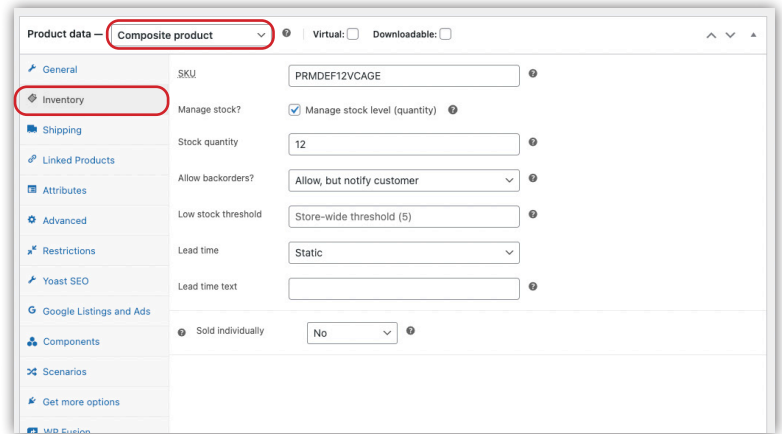 Product data — Composite product Virtual: Downloadable:
General
Inventory
Shipping
Linked Products
Attributes
Advanced
Restrictions
Yoast SEO
Google Listings and Ads
Components
Scenarios
Get more options
WP Fusion
SKU PRMDEF12VCAGE
Manage stock? Manage stock level (quantity)
Stock quantity 12
Allow backorders? Allow, but notify customer
Low stock threshold Store-wide threshold (5)
Lead time Static
Lead time text
Sold individually No